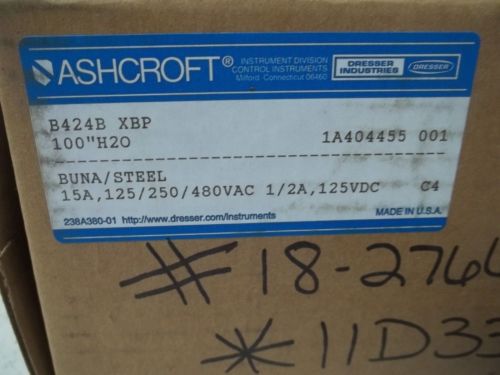 ASHCROFT®
INSTRUMENT DIVISION
CONTROL INSTRUMENTS
Milford, Connecticut 06460
DRESSER
INDUSTRIES
DRESSER
B424B XBP
100"H2O 1A404455 001
BUNA/STEEL
15A,125/250/480VAC 1/2A,125VDC C4
238A380-01 http://www.dresser.com/instruments MADE IN U.S.A.
#18-2766
*11D33